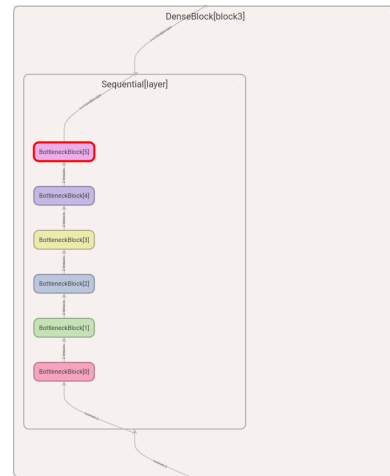 DenseBlock[block3]
Sequential[layer]
BottleneckBlock[5]
BottleneckBlock[4]
BottleneckBlock[3]
BottleneckBlock[2]
BottleneckBlock[1]
BottleneckBlock[0]